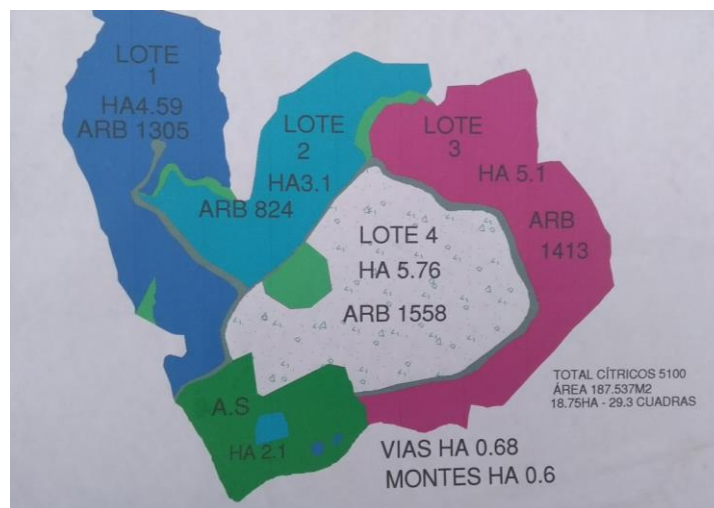 LOTE
1
HA4.59
ARB 1305
LOTE
2
HA3.1
ARB 824
LOTE
3
HA 5.1
ARB
1413
LOTE 4
HA 5.76
ARB 1558
A.S
HA 2.1
TOTAL CÍTRICOS 5100
ÁREA 187.537M2
18.75HA - 29.3 CUADRAS
VIAS HA 0.68
MONTES HA 0.6